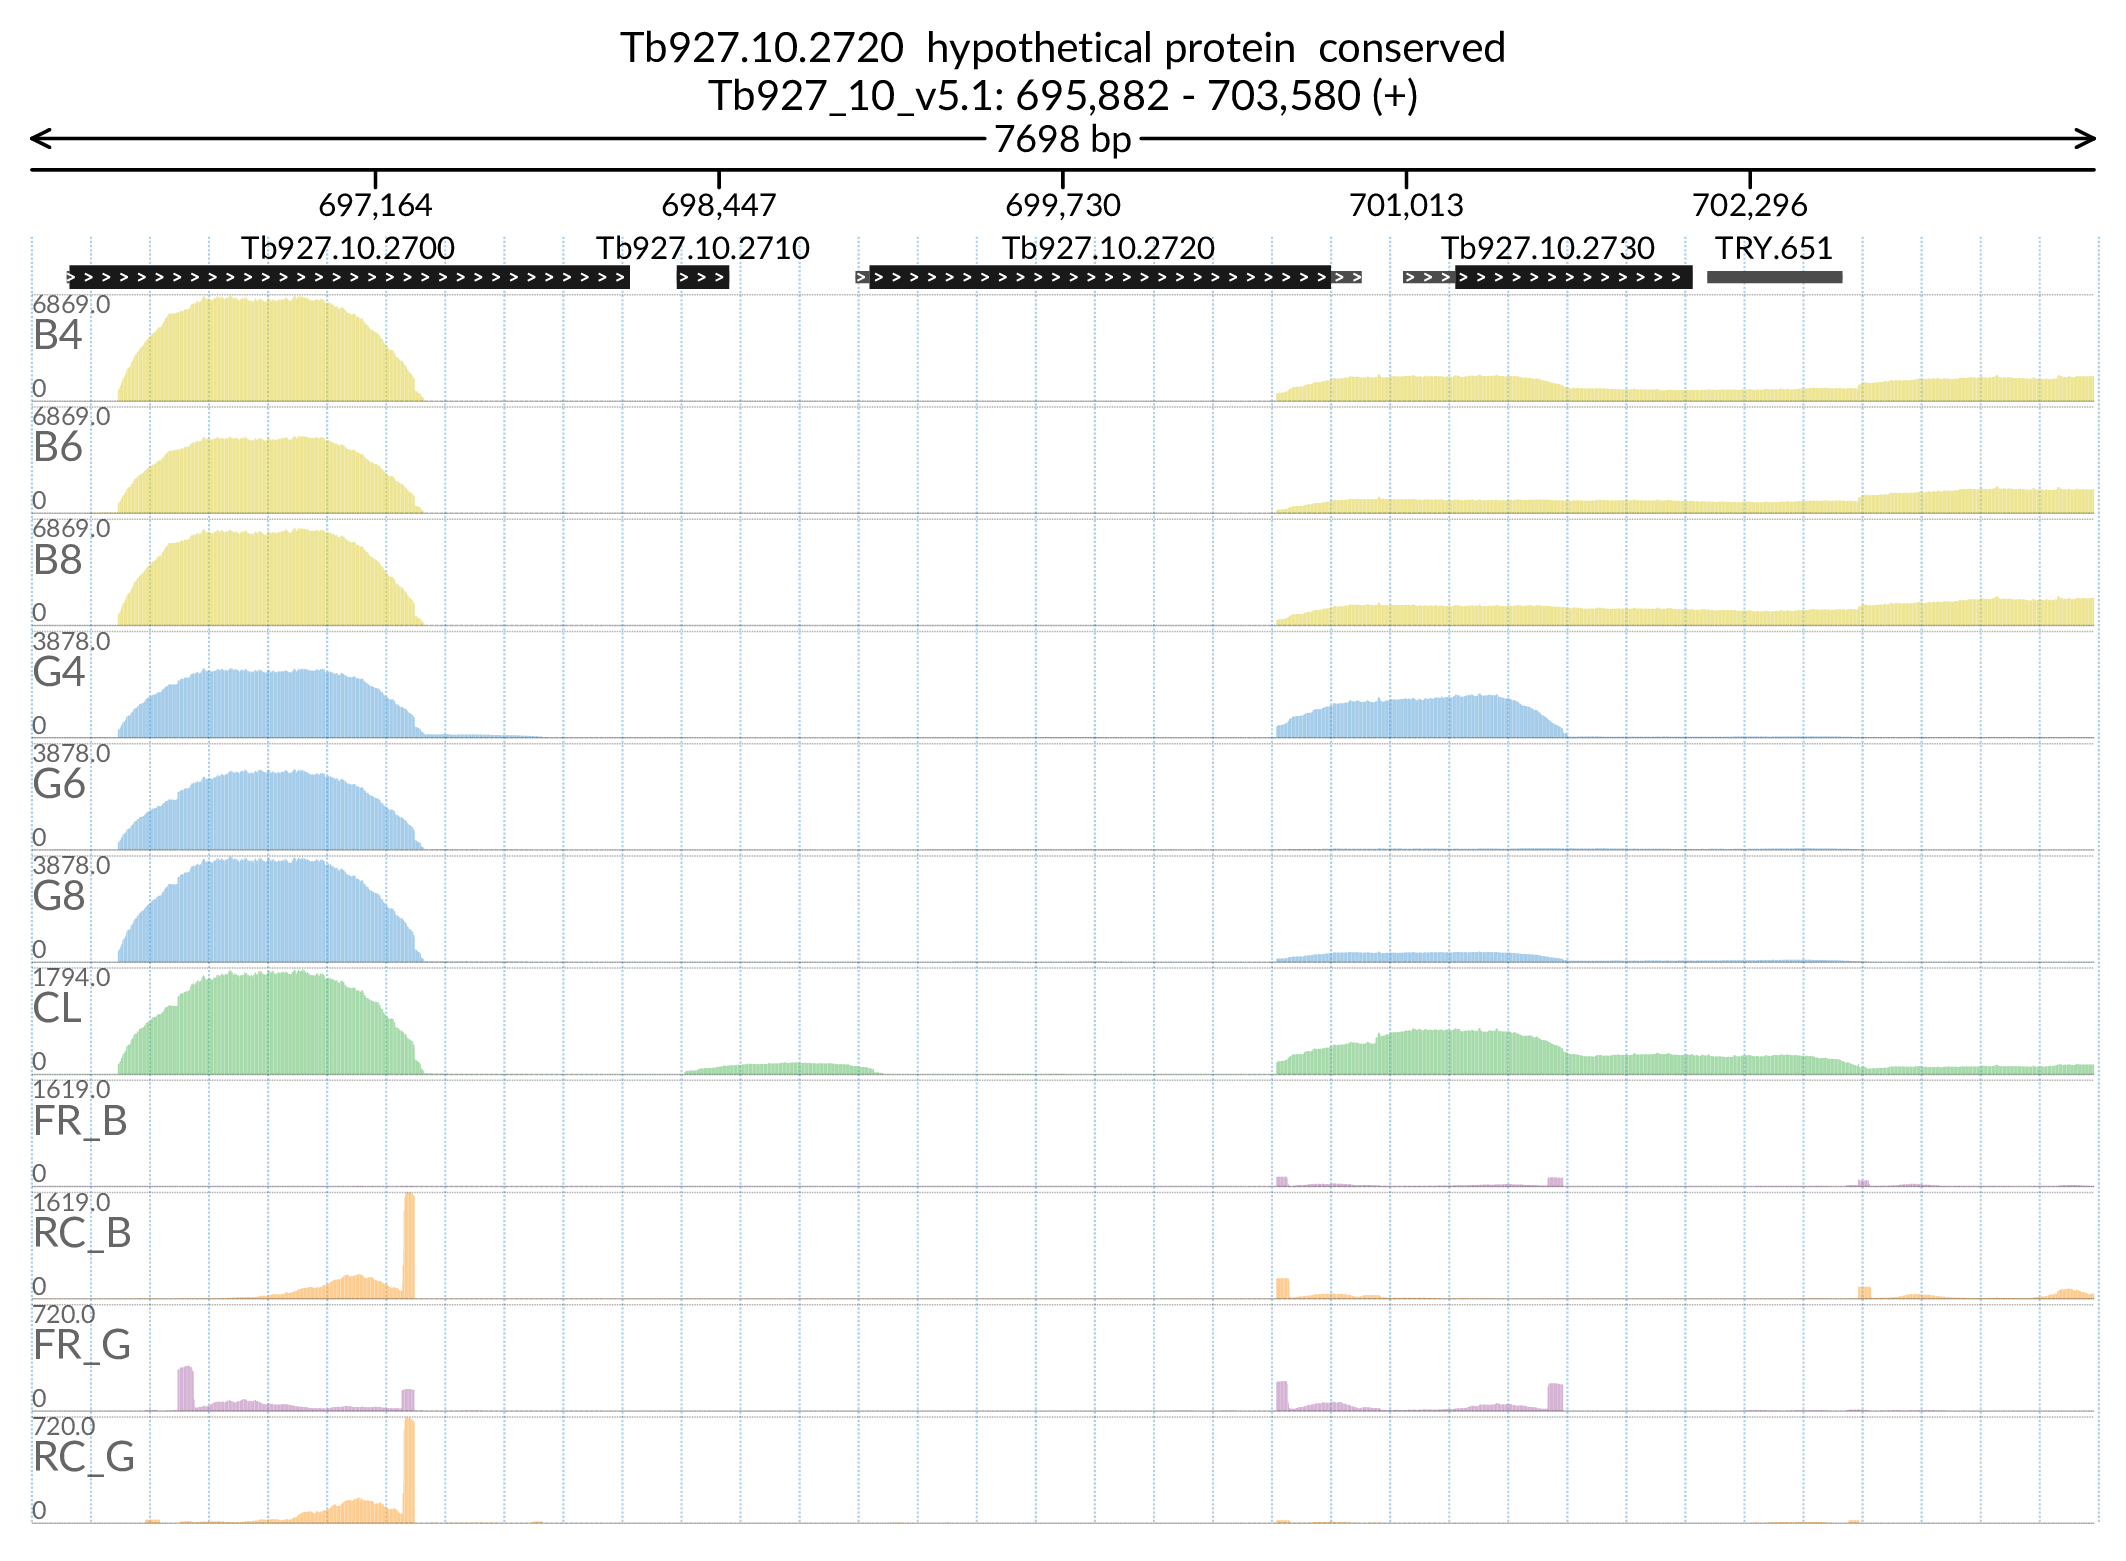 Tb927.10.2720  hypothetical protein  conserved
Tb927_10_v5.1: 695,882 - 703,580 (+)
7698 bp
697,164 698,447 699,730 701,013 702,296
Tb927.10.2700 Tb927.10.2710 Tb927.10.2720 Tb927.10.2730 TRY.651
6869.0
B4
0
6869.0
B6
0
6869.0
B8
0
3878.0
G4
0
3878.0
G6
0
3878.0
G8
0
1794.0
CL
0
1619.0
FR_B
0
1619.0
RC_B
0
720.0
FR_G
0
720.0
RC_G
0